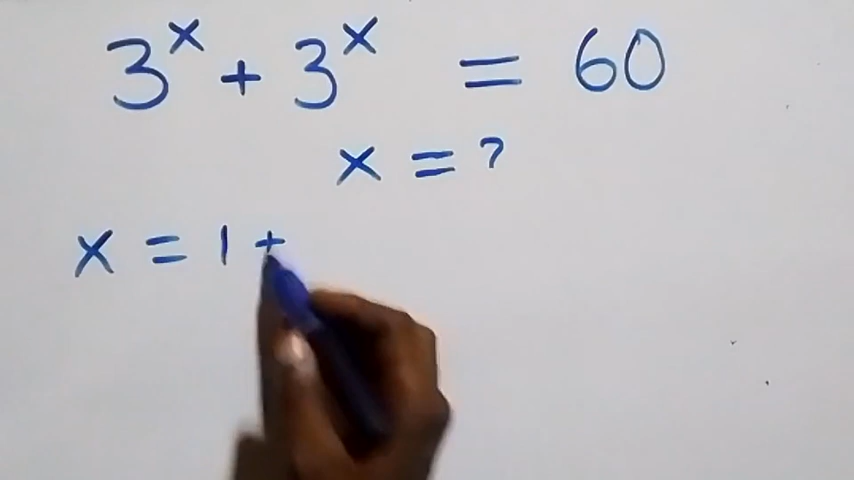 3^x + 3^x = 60
x = ?
x = 1 +